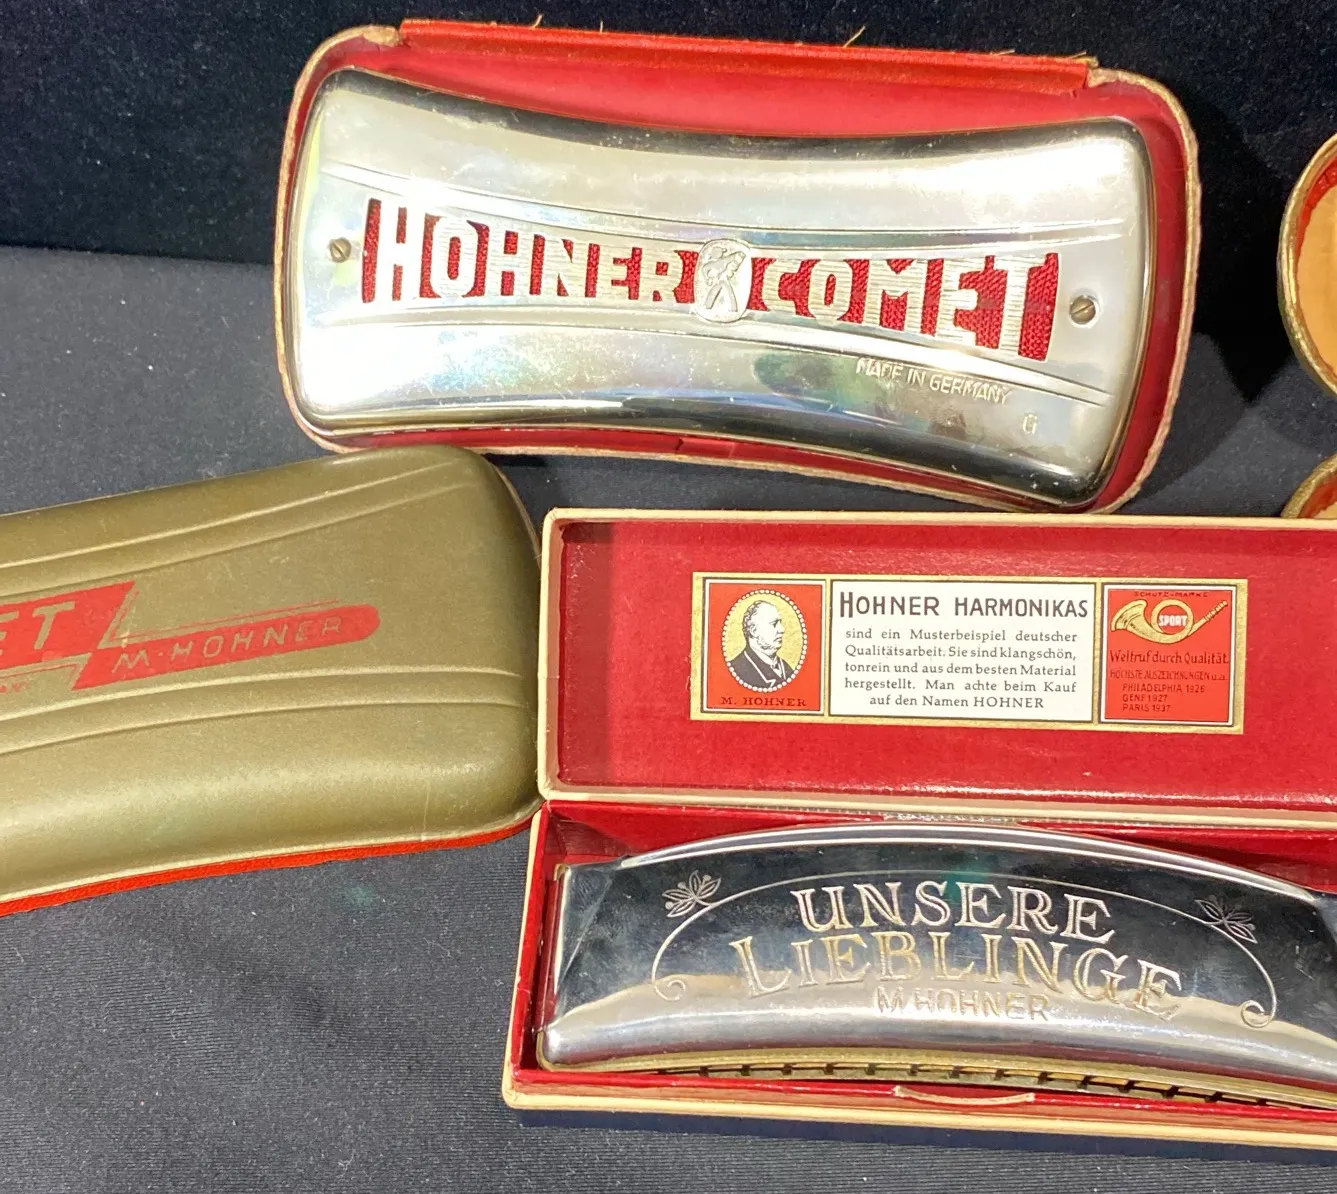 HOHNER COMET
MADE IN GERMANY
G
ET
M·HOHNER
M. HOHNER
HOHNER HARMONIKAS
sind ein Musterbeispiel deutscher
Qualitätsarbeit. Sie sind klangschön,
tonrein und aus dem besten Material
hergestellt. Man achte beim Kauf
auf den Namen HOHNER
SCHUTZ-MARKE
SPORT
Weltruf durch Qualität.
HÖCHSTE AUSZEICHNUNGEN u.a.
PHILADELPHIA 1926
GENF 1927
PARIS 1937
UNSERE
LIEBLINGE
M HOHNER